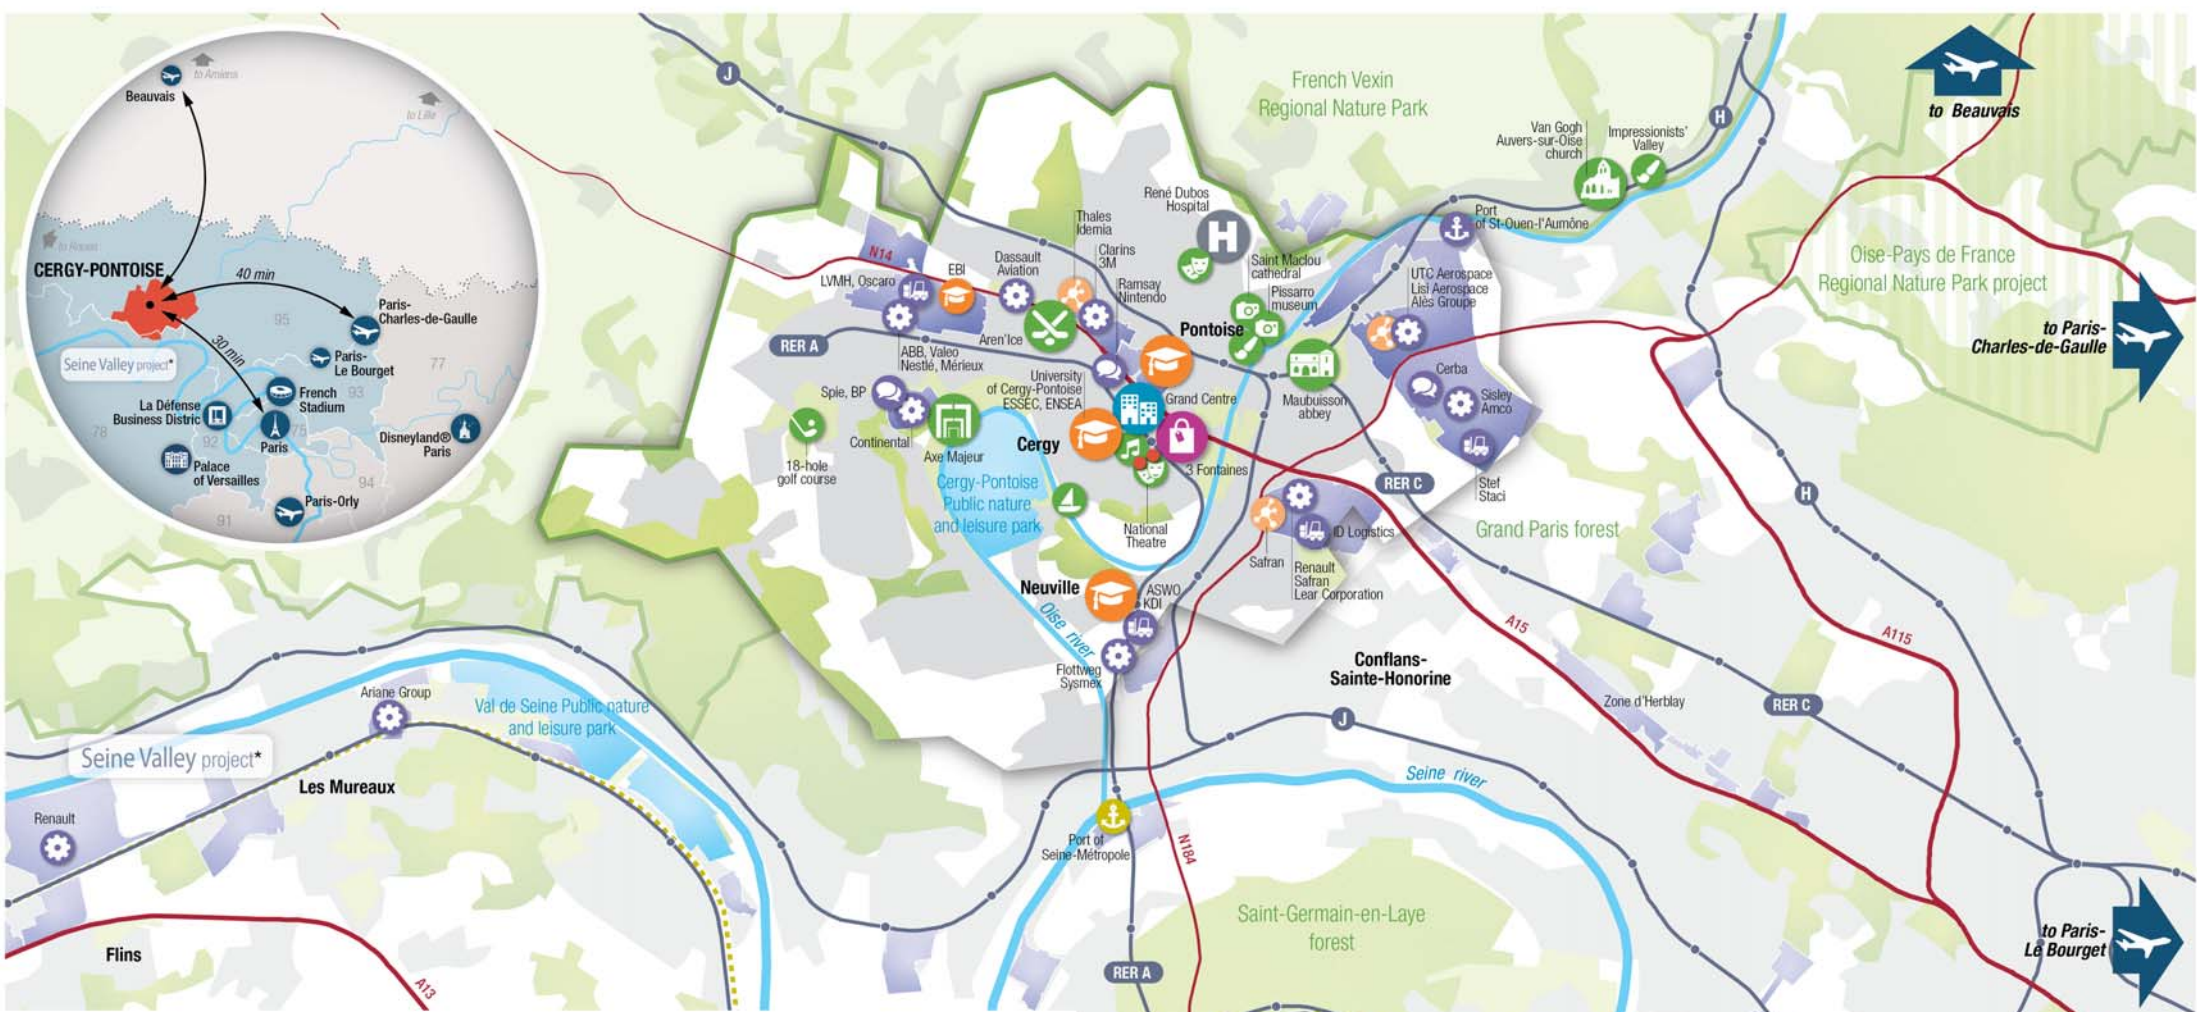 to Amiens
Beauvais
to Lille
to Rouen
CERGY-PONTOISE
40 min
30 min
95
Paris-
Charles-de-Gaulle
Seine Valley project*
Paris-
Le Bourget
77
93
French
Stadium
La Défense
Business Distric
78
92
75
Paris
Disneyland®
Paris
Palace
of Versailles
94
Paris-Orly
91
J
French Vexin
Regional Nature Park
H
to Beauvais
Van Gogh
Auvers-sur-Oise
church
Impressionists'
Valley
René Dubos
Hospital
H
Port
of St-Ouen-l'Aumône
Oise-Pays de France
Regional Nature Park project
to Paris-
Charles-de-Gaulle
N14
LVMH, Oscaro
EBI
Dassault
Aviation
Thales
Idemia
Clarins
3M
Ramsay
Nintendo
Saint Maclou
cathedral
Pissarro
museum
UTC Aerospace
Lisi Aerospace
Alès Groupe
Pontoise
Aren'Ice
RER A
ABB, Valeo
Nestlé, Mérieux
Spie, BP
Continental
Axe Majeur
18-hole
golf course
University
of Cergy-Pontoise
ESSEC, ENSEA
Grand Centre
Maubuisson
abbey
Cerba
Sisley
Amco
Cergy
3 Fontaines
Cergy-Pontoise
Public nature
and leisure park
National
Theatre
RER C
Stef
Staci
H
Grand Paris forest
ID Logistics
Safran
Renault
Safran
Lear Corporation
Neuville
ASWO
KDI
Oise river
Flottweg
Sysmex
Conflans-
Sainte-Honorine
A15
A115
Zone d'Herblay
RER C
Ariane Group
Val de Seine Public nature
and leisure park
Seine Valley project*
Les Mureaux
Renault
J
Seine river
Port of
Seine-Métropole
N184
Saint-Germain-en-Laye
forest
RER A
Flins
A13
to Paris-
Le Bourget